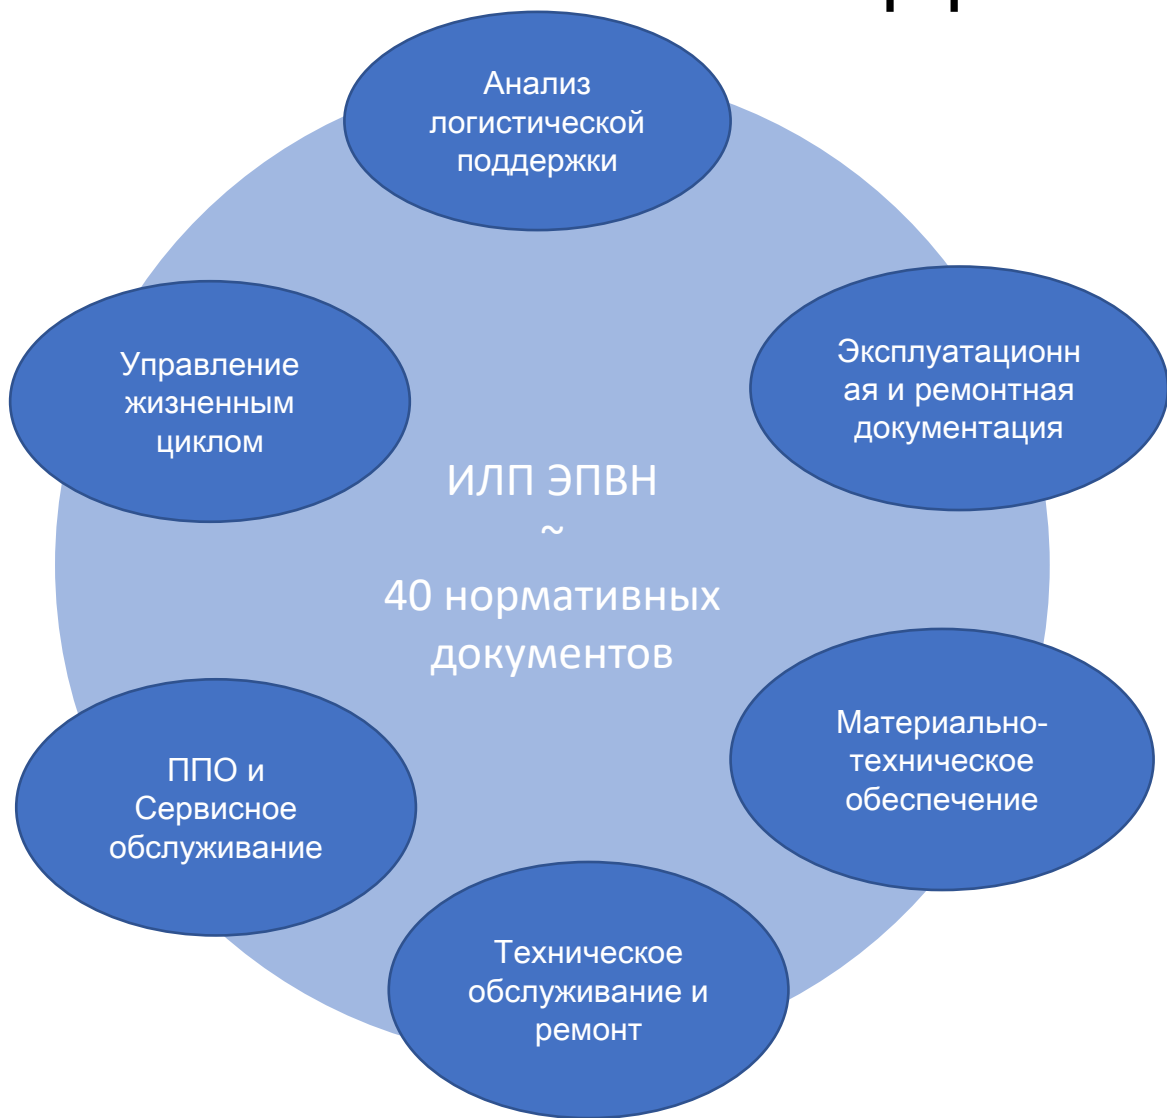 Анализ
логистической
поддержки
Эксплуатационн
ая и ремонтная
документация
Управление
жизненным
циклом
ИЛП ЭПВН
~
40 нормативных
документов
Материально-
техническое
обеспечение
ППО и
Сервисное
обслуживание
Техническое
обслуживание и
ремонт